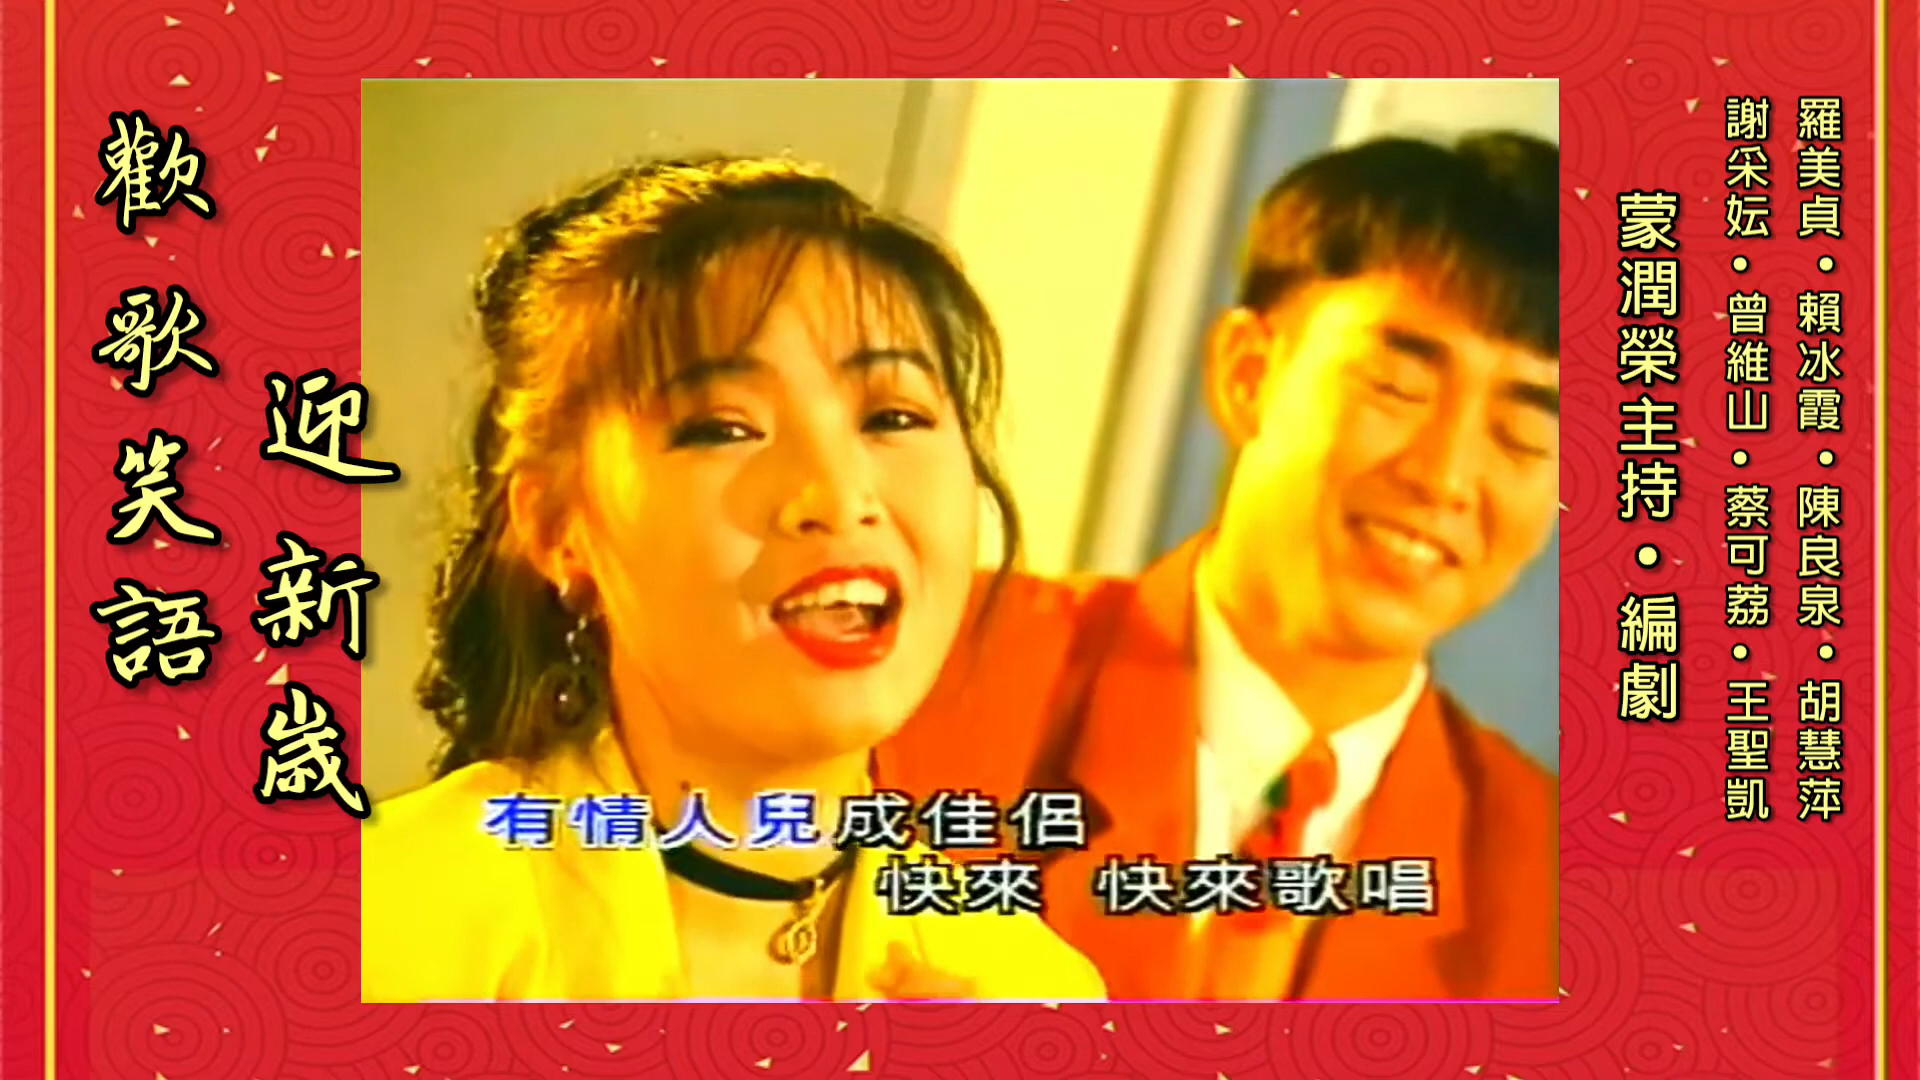 歡歌笑語
迎新歲
羅美貞•賴冰霞•陳良泉•胡慧萍
謝采妘•曾維山•蔡可荔•王聖凱
蒙潤榮主持•編劇
有情人兒成佳侶
快來 快來歌唱